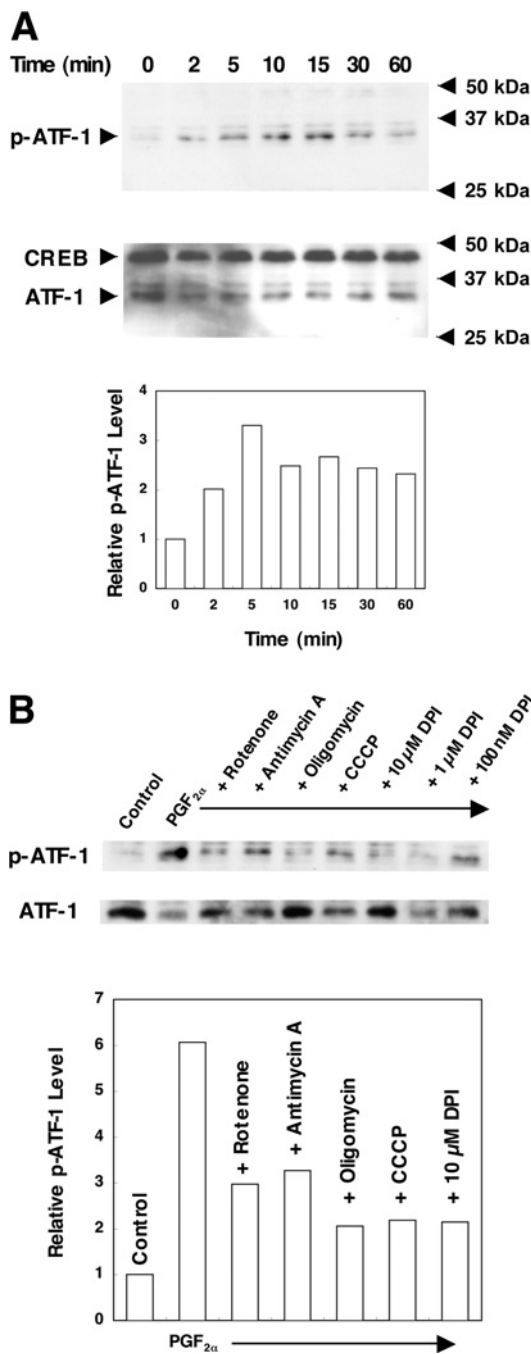 A
Time (min) 0 2 5 10 15 30 60
50 kDa
37 kDa
p-ATF-1
25 kDa
50 kDa
CREB
37 kDa
ATF-1
25 kDa
Relative p-ATF-1 Level
4
3
2
1
0
0 2 5 10 15 30 60
Time (min)
B
Control
PGF2α
+ Rotenone
+ Antimycin A
+ Oligomycin
+ CCCP
+ 10 µM DPI
+ 1 µM DPI
+ 100 nM DPI
p-ATF-1
ATF-1
Relative p-ATF-1 Level
7
6
5
4
3
2
1
0
Control
+ Rotenone
+ Antimycin A
+ Oligomycin
+ CCCP
+ 10 µM DPI
PGF2α